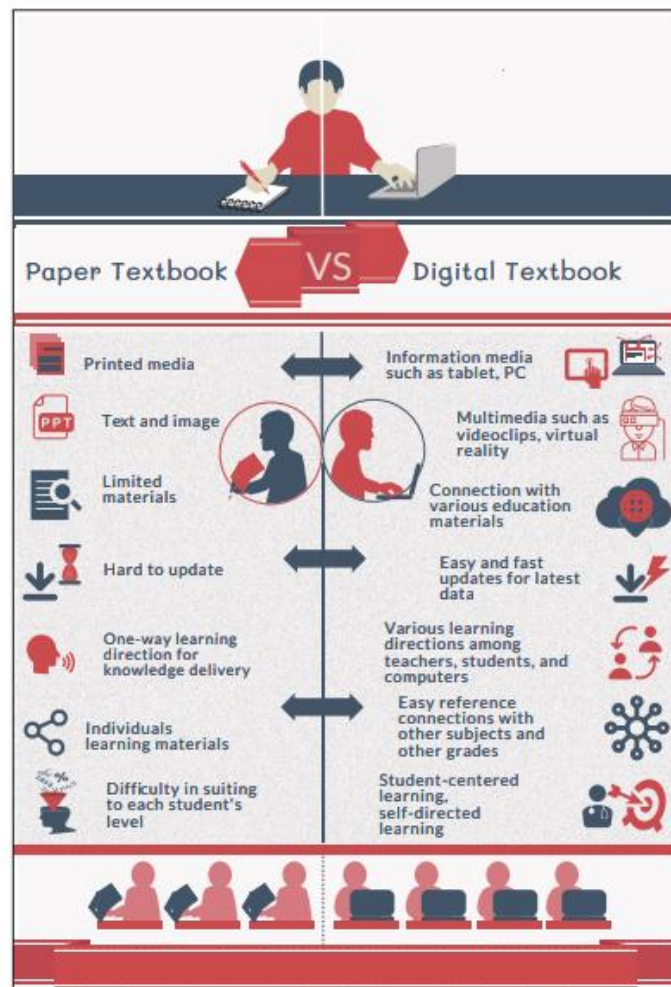 Paper Textbook
VS
Digital Textbook
Printed media
Information media
such as tablet, PC
PPT
Text and image
Multimedia such as
videoclips, virtual
reality
Limited
materials
Connection with
various education
materials
Hard to update
Easy and fast
updates for latest
data
One-way learning
direction for
knowledge delivery
Various learning
directions among
teachers, students, and
computers
Individuals
learning materials
Easy reference
connections with
other subjects and
other grades
Difficulty in suiting
to each student's
level
Student-centered
learning,
self-directed
learning